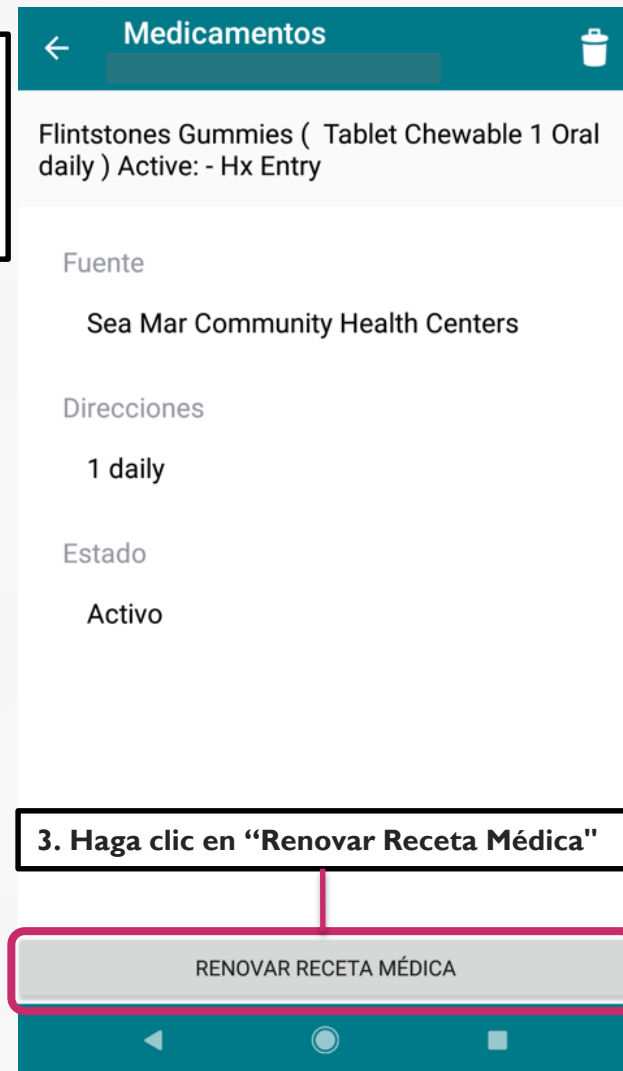 Medicamentos
Flintstones Gummies (  Tablet Chewable 1 Oral
daily ) Active: - Hx Entry
Fuente
Sea Mar Community Health Centers
Direcciones
1 daily
Estado
Activo
3. Haga clic en “Renovar Receta Médica"
RENOVAR RECETA MÉDICA